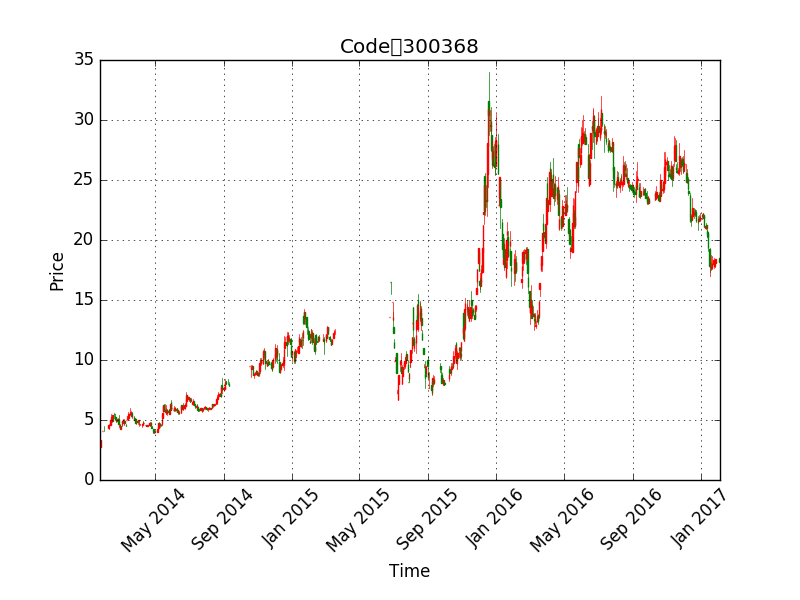 Code▯300368
35
30
25
20
15
10
5
0
Price
May 2014
Sep 2014
Jan 2015
May 2015
Sep 2015
Jan 2016
May 2016
Sep 2016
Jan 2017
Time